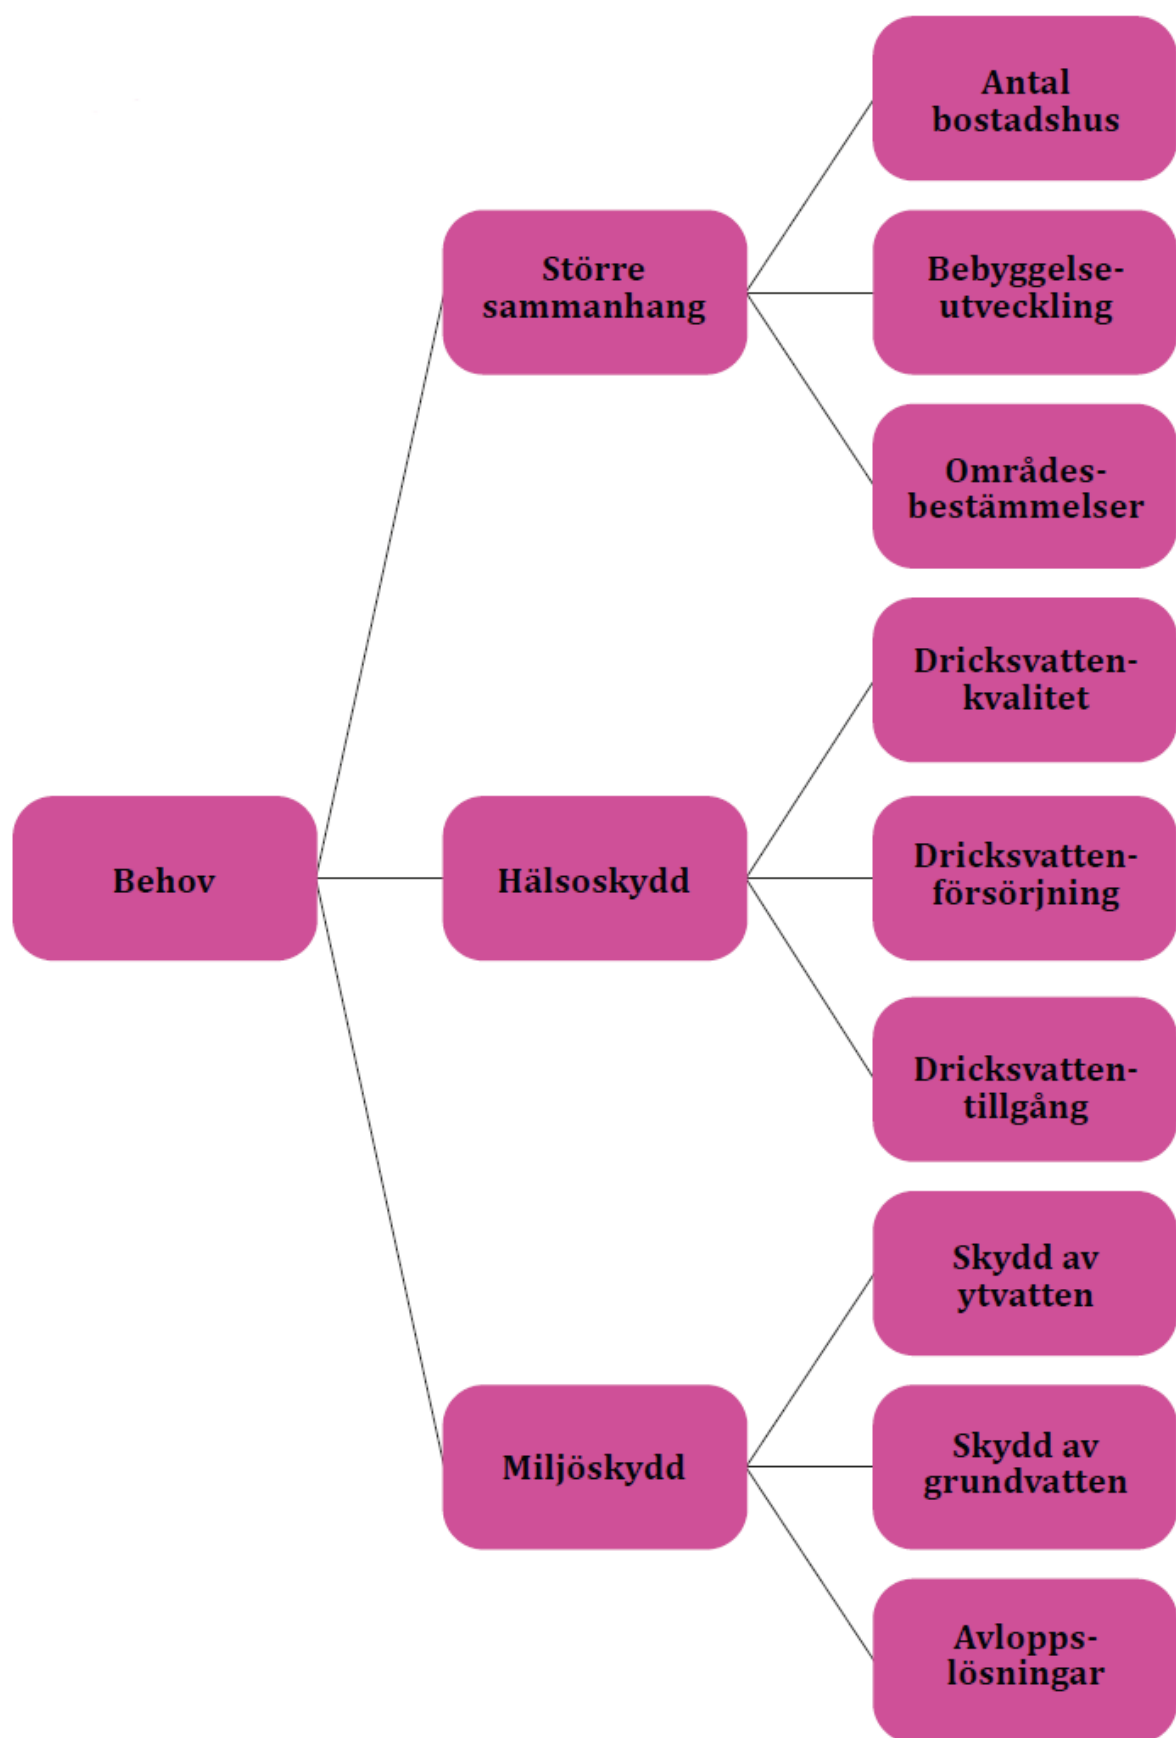 Antal
bostadshus
Större
sammanhang
Bebyggelse-
utveckling
Områdes-
bestämmelser
Dricksvatten-
kvalitet
Behov
Hälsoskydd
Dricksvatten-
försörjning
Dricksvatten-
tillgång
Skydd av
ytvatten
Miljöskydd
Skydd av
grundvatten
Avlopps-
lösningar